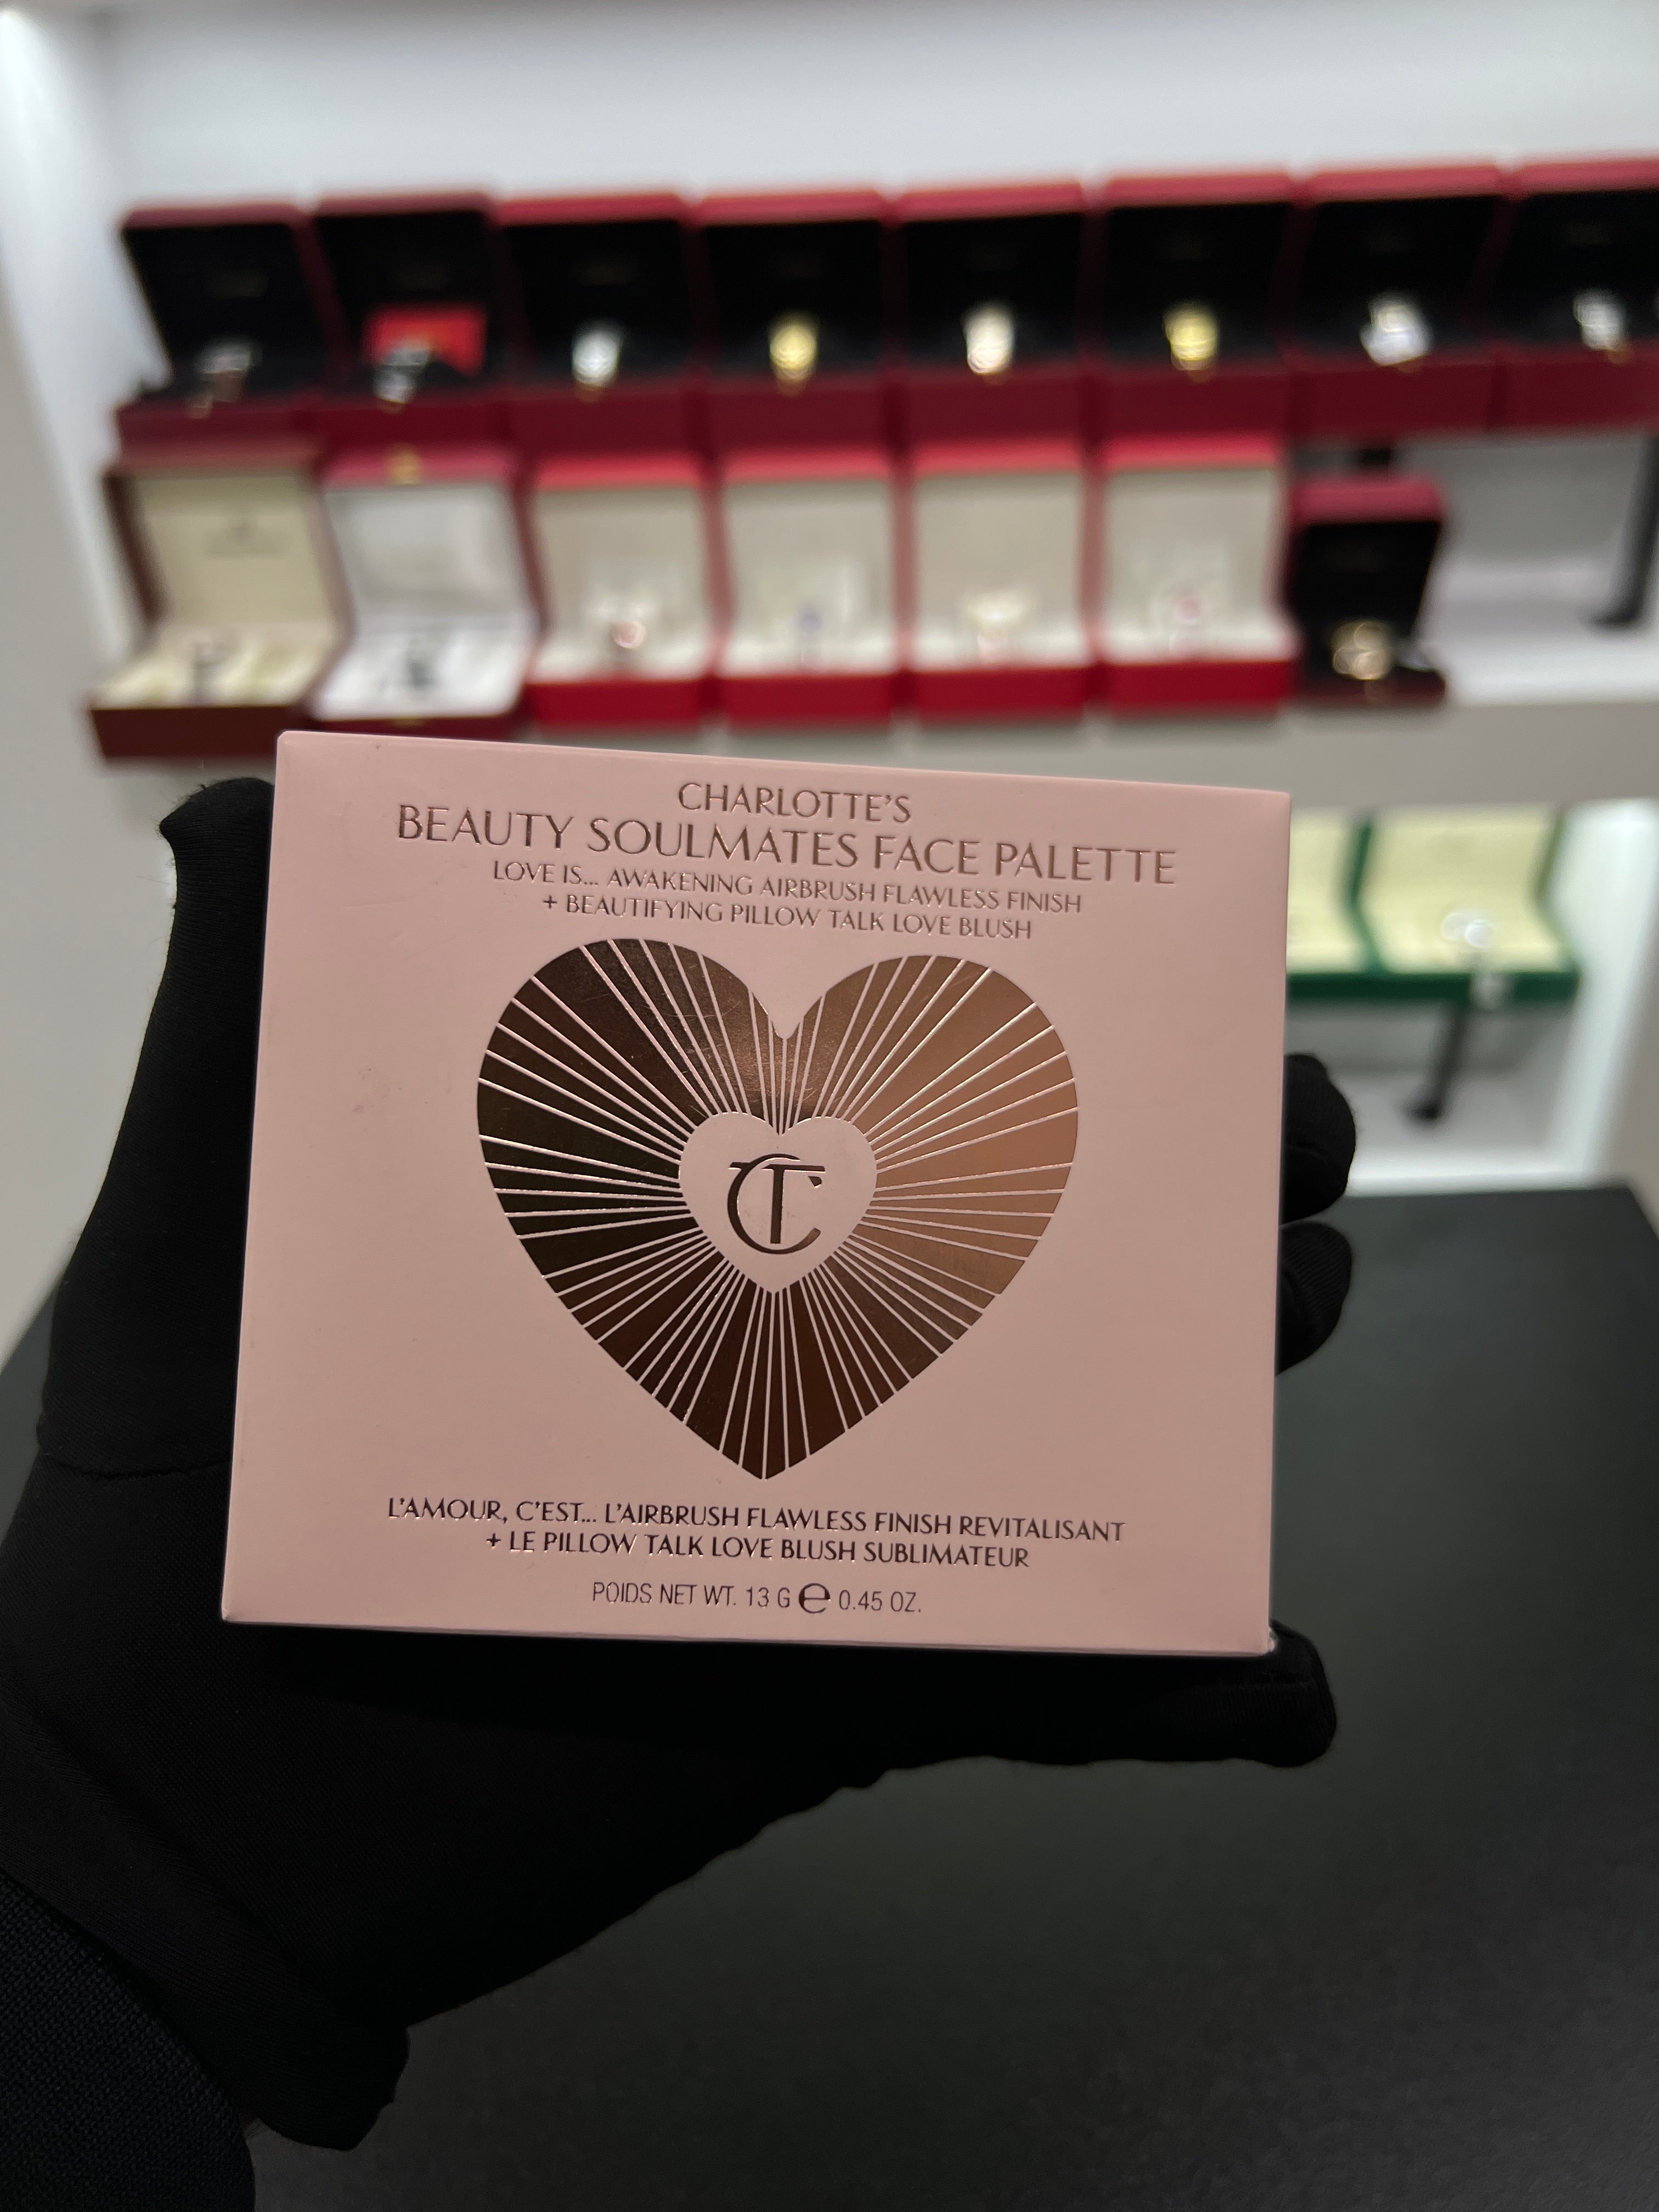 CHARLOTTE'S
BEAUTY SOULMATES FACE PALETTE
LOVE IS... AWAKENING AIRBRUSH FLAWLESS FINISH
+ BEAUTIFYING PILLOW TALK LOVE BLUSH
CT
L'AMOUR, C'EST... L'AIRBRUSH FLAWLESS FINISH REVITALISANT
+ LE PILLOW TALK LOVE BLUSH SUBLIMATEUR
POIDS NET WT. 13 G ℮ 0.45 OZ.